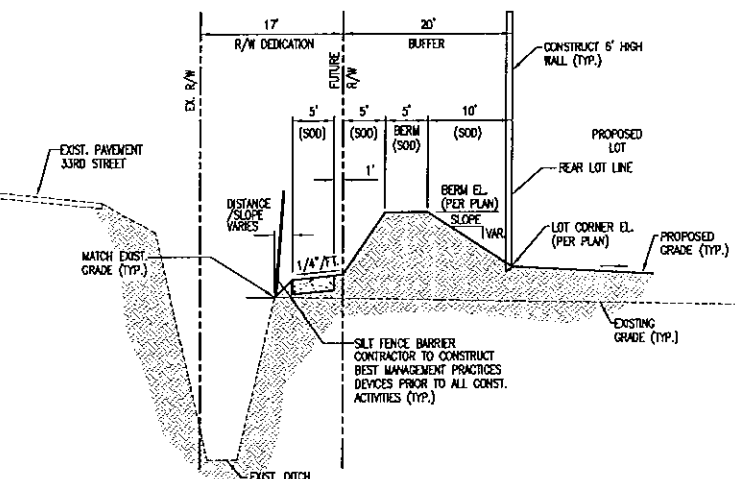 17'
20'
R/W DEDICATION
BUFFER
EX. R/W
FUTURE
R/W
CONSTRUCT 6' HIGH
WALL (TYP.)
5'
5'
5'
10'
(SOD)
(SOD)
BERM
(SOD)
(SOD)
PROPOSED
LOT
EXIST. PAVEMENT
33RD STREET
1'
REAR LOT LINE
DISTANCE
/SLOPE
VARIES
BERM EL.
(PER PLAN)
SLOPE
VAR.
LOT CORNER EL.
(PER PLAN)
PROPOSED
GRADE (TYP.)
MATCH EXIST.
GRADE (TYP.)
1/4"/FT.
EXISTING
GRADE (TYP.)
SILT FENCE BARRIER
CONTRACTOR TO CONSTRUCT
BEST MANAGEMENT PRACTICES
DEVICES PRIOR TO ALL CONST.
ACTIVITIES (TYP.)
EXIST. DITCH